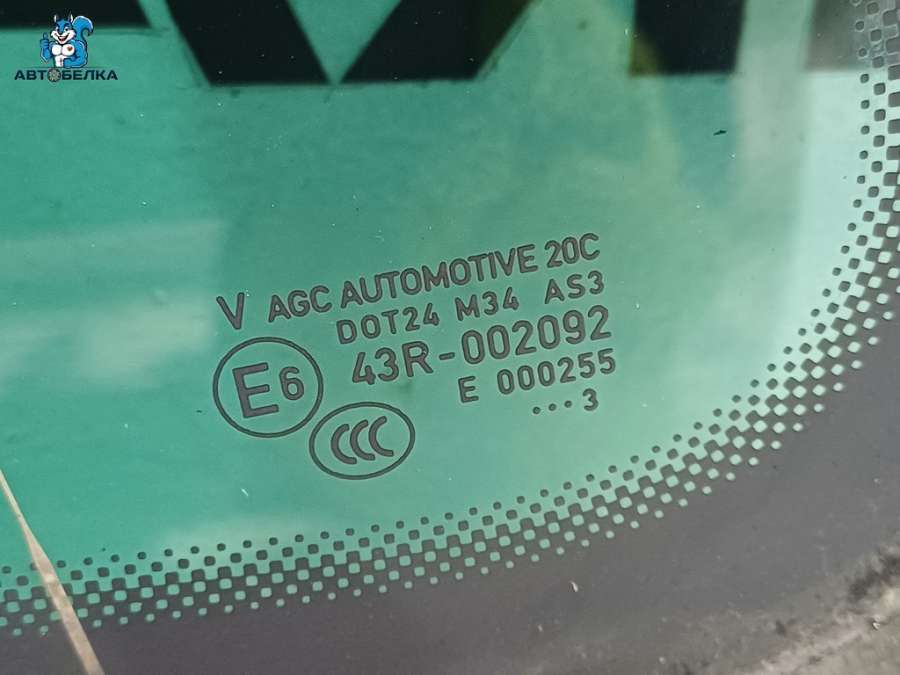 АВТОБЕЛКА
V AGC AUTOMOTIVE 20C
DOT24 M34 AS3
E6 43R-002092
E 000255
CCC ...3